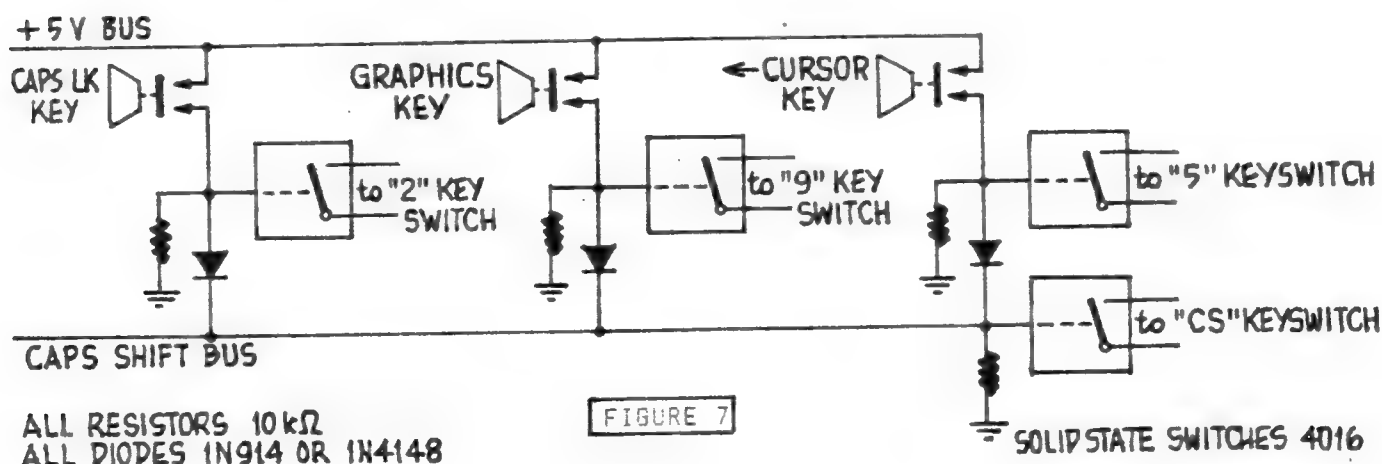 +5V BUS
CAPS LK
KEY
GRAPHICS
KEY
←CURSOR
KEY
to "2" KEY
SWITCH
to "9" KEY
SWITCH
to "5" KEYSWITCH
to "CS" KEYSWITCH
CAPS SHIFT BUS
ALL RESISTORS 10kΩ
ALL DIODES 1N914 OR 1N4148
FIGURE 7
SOLID STATE SWITCHES 4016